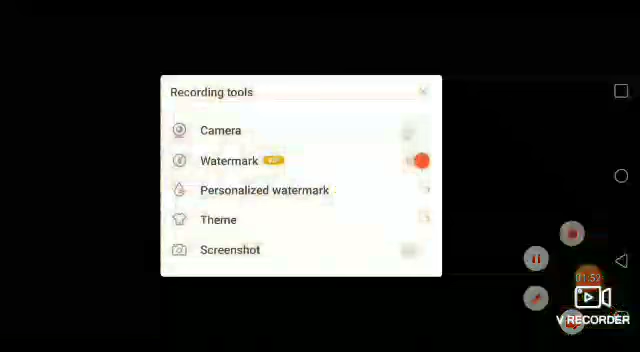 Recording tools
Camera
Watermark
Personalized watermark
Theme
Screenshot
01:52
V RECORDER